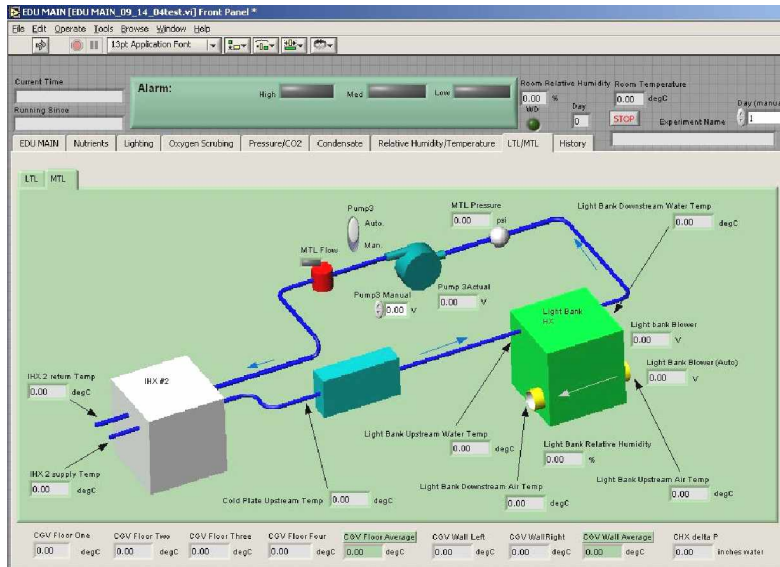 EDU MAIN [EDU MAIN_09_14_04test.vi] Front Panel *
File Edit Operate Tools Browse Window Help
13pt Application Font
Current Time
Running Since
Alarm:
High
Med
Low
Room Relative Humidity
0.00 %
Room Temperature
0.00 degC
WD
Day
0
STOP
Experiment Name
Day (manua
1
EDU MAIN Nutrients Lighting Oxygen Scrubing Pressure/CO2 Condensate Relative Humidity/Temperature LTL/MTL History
LTL MTL
Pump3
Auto.
Man.
MTL Pressure
0.00 psi
Light Bank Downstream Water Temp
0.00 degC
MTL Flow
Pump3 Manual
0.00 V
Pump 3Actual
0.00 V
Light Bank
HX
Light bank Blower
0.00 V
Light Bank Blower (Auto)
0.00 V
IHX 2 return Temp
0.00 degC
IHX #2
Light Bank Upstream Water Temp
0.00 degC
Light Bank Relative Humidity
0.00 %
IHX 2 supply Temp
0.00 degC
Cold Plate Upstream Temp 0.00 degC
Light Bank Downstream Air Temp
0.00 degC
Light Bank Upstream Air Temp
0.00 degC
CGV Floor One
0.00 degC
CGV Floor Two
0.00 degC
CGV Floor Three
0.00 degC
CGV Floor Four
0.00 degC
CGV Floor Average
0.00 degC
CGV Wall Left
0.00 degC
CGV WallRight
0.00 degC
CGV Wall Average
0.00 degC
CHX delta P
0.00 inches water